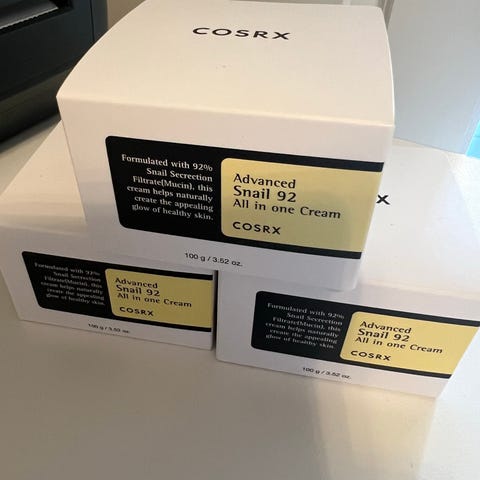 COSRX
Formulated with 92%
Snail Secrection
Filtrate(Mucin), this
cream helps naturally
create the appealing
glow of healthy skin.
Advanced
Snail 92
All in one Cream
COSRX
100 g / 3.52 oz.
X
Formulated with 92%
Snail Secrection
Filtrate(Mucin), this
cream helps naturally
create the appealing
glow of healthy skin.
Advanced
Snail 92
All in one Cream
COSRX
100 g / 3.52 oz.
Formulated with 92%
Snail Secrection
Filtrate(Mucin), this
cream helps naturally
create the appealing
glow of healthy skin.
Advanced
Snail 92
All in one Cream
COSRX
100 g / 3.52 oz.